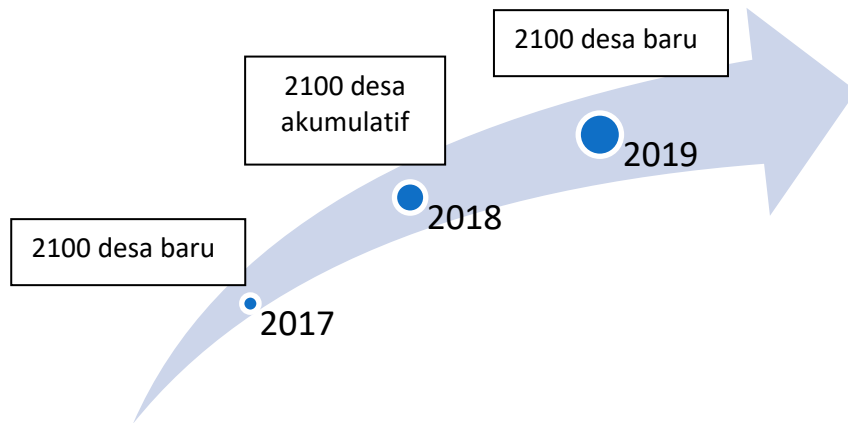 2100 desa baru
2017
2100 desa
akumulatif
2018
2100 desa baru
2019